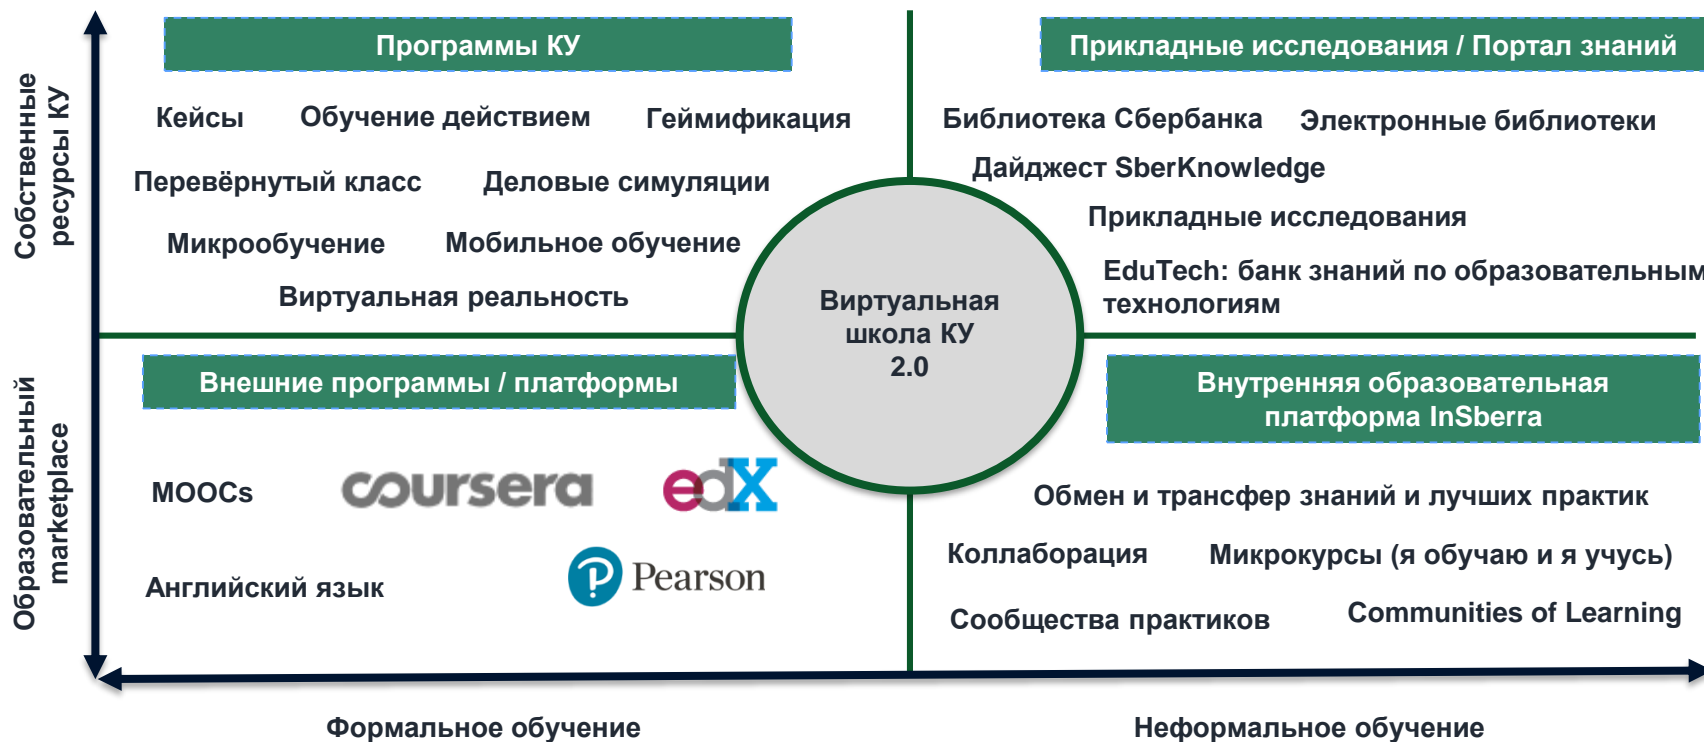 Собственные
ресурсы КУ
Программы КУ
Кейсы
Обучение действием
Геймификация
Перевёрнутый класс
Деловые симуляции
Микрообучение
Мобильное обучение
Виртуальная реальность
Прикладные исследования / Портал знаний
Библиотека Сбербанка
Электронные библиотеки
Дайджест SberKnowledge
Прикладные исследования
EduTech: банк знаний по образовательным
технологиям
Виртуальная
школа КУ
2.0
Образовательный
marketplace
Внешние программы / платформы
MOOCs
coursera
edX
Английский язык
Pearson
Внутренняя образовательная
платформа InSberra
Обмен и трансфер знаний и лучших практик
Коллаборация
Микрокурсы (я обучаю и я учусь)
Сообщества практиков
Communities of Learning
Формальное обучение
Неформальное обучение